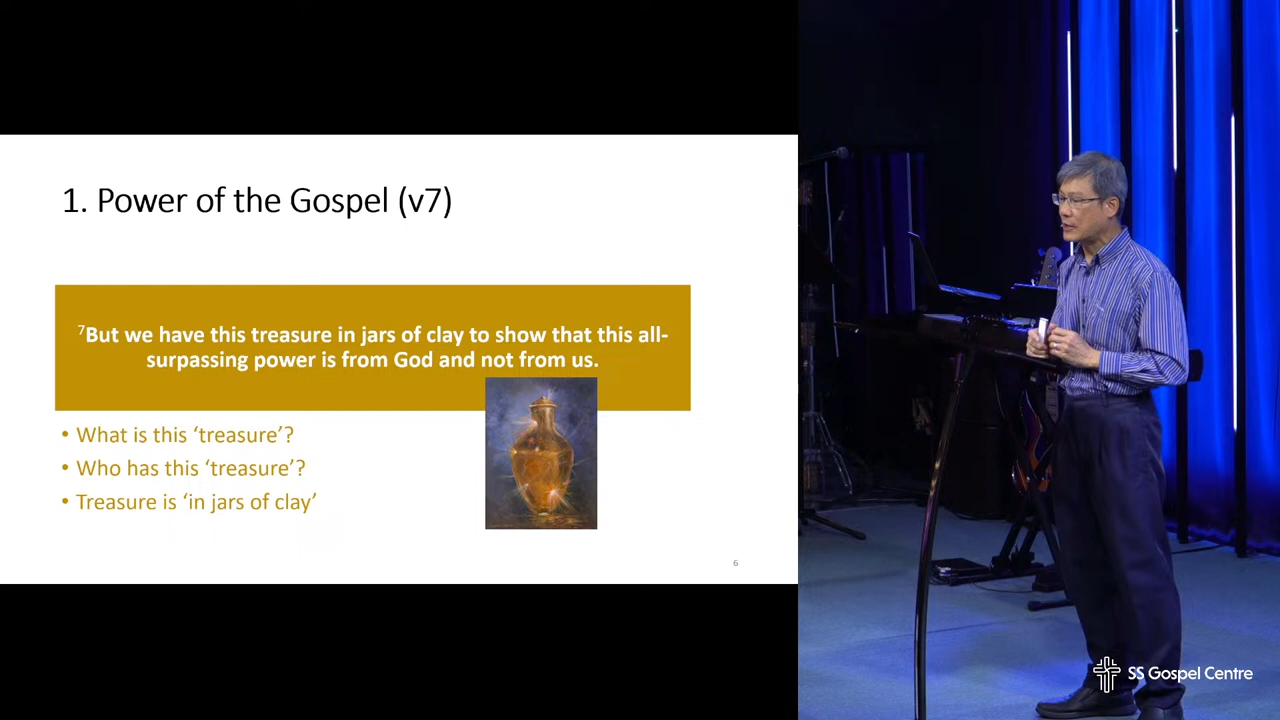 1. Power of the Gospel (v7)
⁷But we have this treasure in jars of clay to show that this all-
surpassing power is from God and not from us.
• What is this ‘treasure’?
• Who has this ‘treasure’?
• Treasure is ‘in jars of clay’
6
SS Gospel Centre